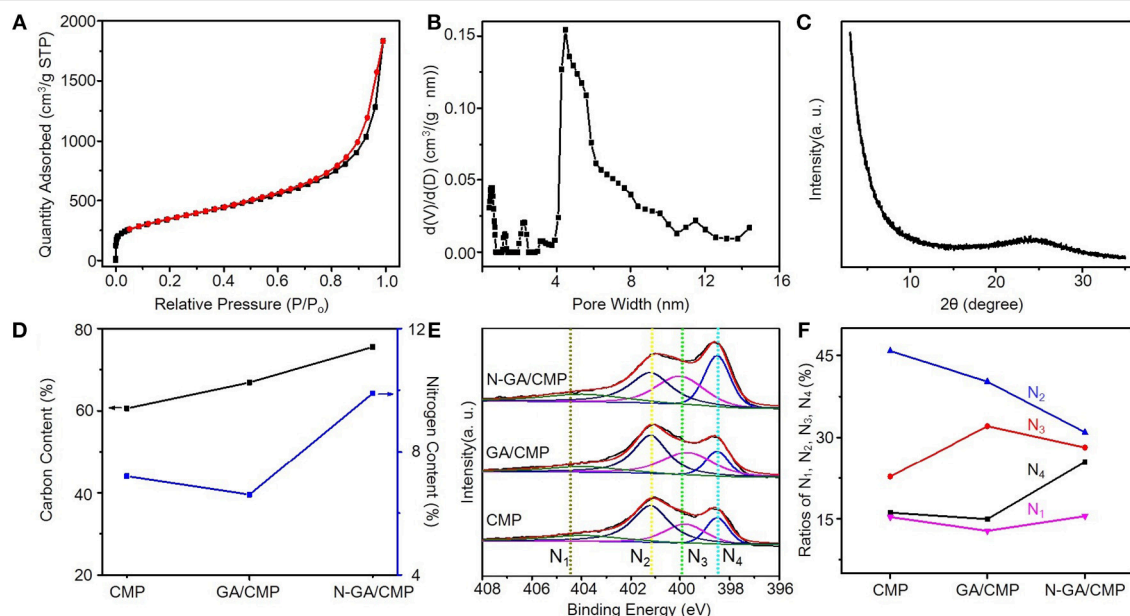 A
Quantity Adsorbed (cm³/g STP)
2000
1500
1000
500
0
0.0 0.2 0.4 0.6 0.8 1.0
Relative Pressure (P/Pₒ)
B
d(V)/d(D) (cm³/(g · nm))
0.15
0.10
0.05
0.00
0 4 8 12 16
Pore Width (nm)
C
Intensity(a. u.)
10 20 30
2θ (degree)
D
Carbon Content (%)
80
60
40
20
12
8
4
Nitrogen Content (%)
CMP GA/CMP N-GA/CMP
E
Intensity(a. u.)
N-GA/CMP
GA/CMP
CMP
N₁ N₂ N₃ N₄
408 406 404 402 400 398 396
Binding Energy (eV)
F
Ratios of N₁, N₂, N₃, N₄ (%)
45
30
15
N₂
N₃
N₄
N₁
CMP GA/CMP N-GA/CMP